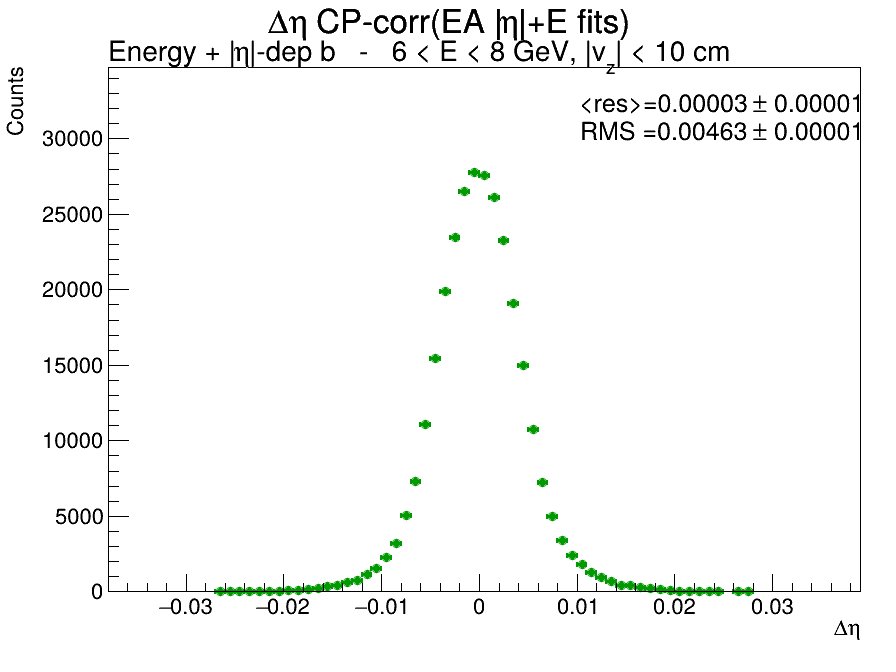 Δη CP-corr(EA |η|+E fits)
Energy + |η|-dep b - 6 < E < 8 GeV, |v_z| < 10 cm
Counts
<res>=0.00003 ± 0.00001
RMS =0.00463 ± 0.00001
30000
25000
20000
15000
10000
5000
0
−0.03 −0.02 −0.01 0 0.01 0.02 0.03
Δη